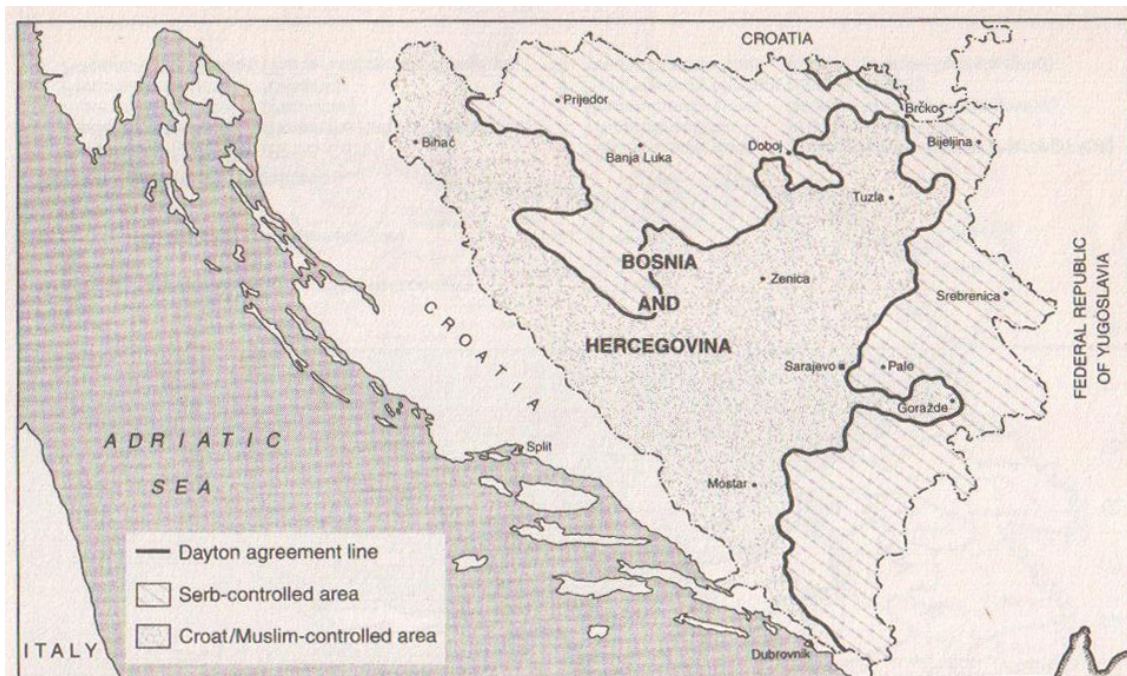 CROATIA
Prijedor
Brčko
Bihać
Banja Luka
Doboj
Bijeljina
Tuzla
BOSNIA
AND
HERCEGOVINA
Zenica
Srebrenica
CROATIA
Sarajevo
Pale
Goražde
FEDERAL REPUBLIC
OF YUGOSLAVIA
ADRIATIC
SEA
Split
Mostar
Dayton agreement line
Serb-controlled area
Croat/Muslim-controlled area
ITALY
Dubrovnik